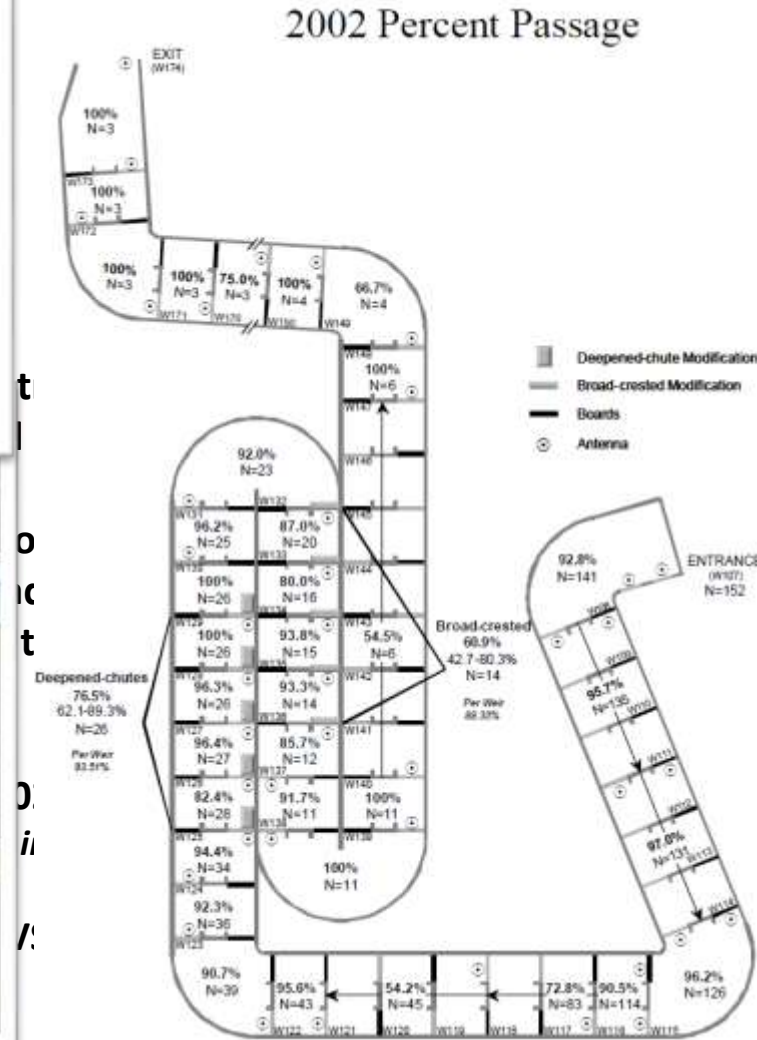 2002 Percent Passage
EXIT
(W174)
100%
N=3
W173
100%
N=3
W172
100%
N=3
W171
100%
N=3
W170
75.0%
N=3
W150
100%
N=4
W149
66.7%
N=4
W148
100%
N=6
W147
W146
W145
W144
W143
54.5%
N=6
W142
W141
W140
100%
N=11
W139
Deepened-chute Modification
Broad-crested Modification
Boards
Antenna
92.0%
N=23
W131
W132
96.2%
N=25
87.0%
N=20
W130
W133
100%
N=26
80.0%
N=16
W129
W134
100%
N=26
93.8%
N=15
W128
W135
96.3%
N=26
93.3%
N=14
W127
W136
96.4%
N=27
85.7%
N=12
W126
W137
82.4%
N=28
91.7%
N=11
W125
W138
94.4%
N=34
W124
92.3%
N=36
W123
100%
N=11
Deepened-chutes
76.5%
62.1-89.3%
N=26
Per Weir
Broad-crested
60.9%
42.7-80.3%
N=14
Per Weir
ENTRANCE
(W107)
N=152
92.8%
N=141
W108
W109
95.7%
N=135
W110
W111
W112
97.0%
N=131
W113
W114
96.2%
N=126
W115
90.5%
N=114
W116
72.8%
N=83
W117
W118
W119
54.2%
N=45
W120
W121
95.6%
N=43
W122
90.7%
N=39